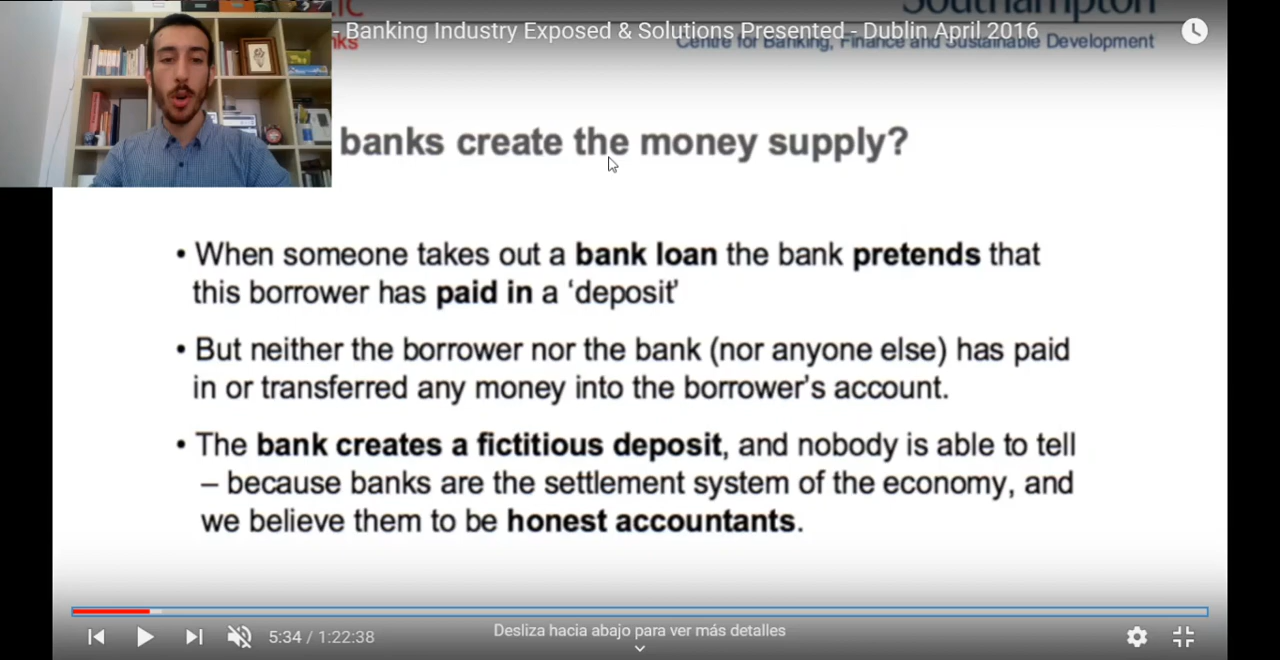 IC
Southampton
- Banking Industry Exposed & Solutions Presented - Dublin April 2016
Centre for Banking, Finance and Sustainable Development
banks create the money supply?
• When someone takes out a bank loan the bank pretends that
this borrower has paid in a 'deposit'
• But neither the borrower nor the bank (nor anyone else) has paid
in or transferred any money into the borrower's account.
• The bank creates a fictitious deposit, and nobody is able to tell
– because banks are the settlement system of the economy, and
we believe them to be honest accountants.
5:34 / 1:22:38
Desliza hacia abajo para ver más detalles